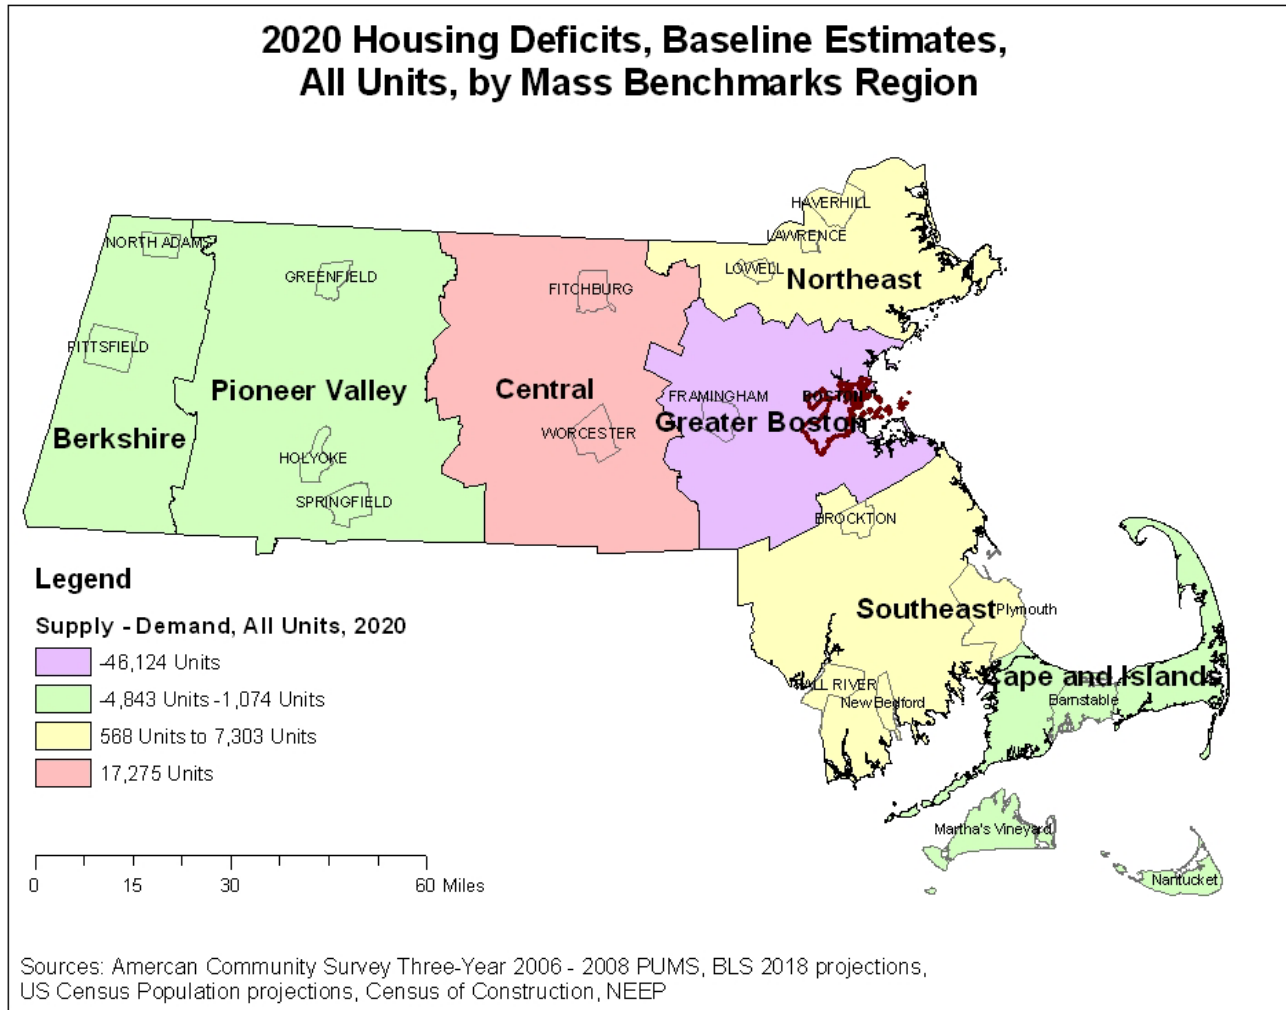 2020 Housing Deficits, Baseline Estimates,
All Units, by Mass Benchmarks Region
HAVERHILL
LAWRENCE
NORTH ADAMS
LOWELL
Northeast
GREENFIELD
FITCHBURG
PITTSFIELD
Pioneer Valley
Central
FRAMINGHAM
BOSTON
Greater Boston
Berkshire
WORCESTER
HOLYOKE
SPRINGFIELD
BROCKTON
Legend
Southeast
Plymouth
Supply - Demand, All Units, 2020
-46,124 Units
-4,843 Units -1,074 Units
568 Units to 7,303 Units
17,275 Units
Cape and Islands
FALL RIVER
New Bedford
Barnstable
Martha's Vineyard
Nantucket
0 15 30 60 Miles
Sources: Amercan Community Survey Three-Year 2006 - 2008 PUMS, BLS 2018 projections,
US Census Population projections, Census of Construction, NEEP